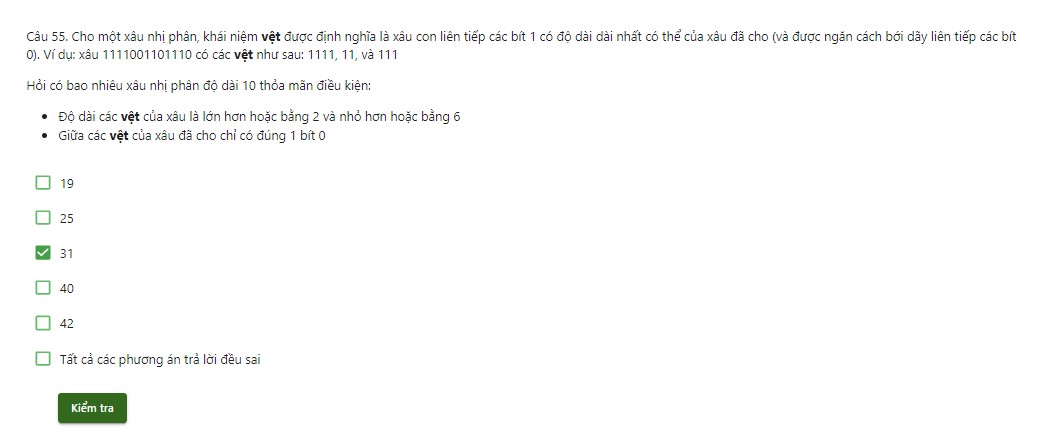 Câu 55. Cho một xâu nhị phân, khái niệm vệt được định nghĩa là xâu con liên tiếp các bít 1 có độ dài dài nhất có thể của xâu đã cho (và được ngăn cách bới dãy liên tiếp các bít
0). Ví dụ: xâu 1111001101110 có các vệt như sau: 1111, 11, và 111
Hỏi có bao nhiêu xâu nhị phân độ dài 10 thỏa mãn điều kiện:
• Độ dài các vệt của xâu là lớn hơn hoặc bằng 2 và nhỏ hơn hoặc bằng 6
• Giữa các vệt của xâu đã cho chỉ có đúng 1 bít 0
19
25
31
40
42
Tất cả các phương án trả lời đều sai
Kiểm tra